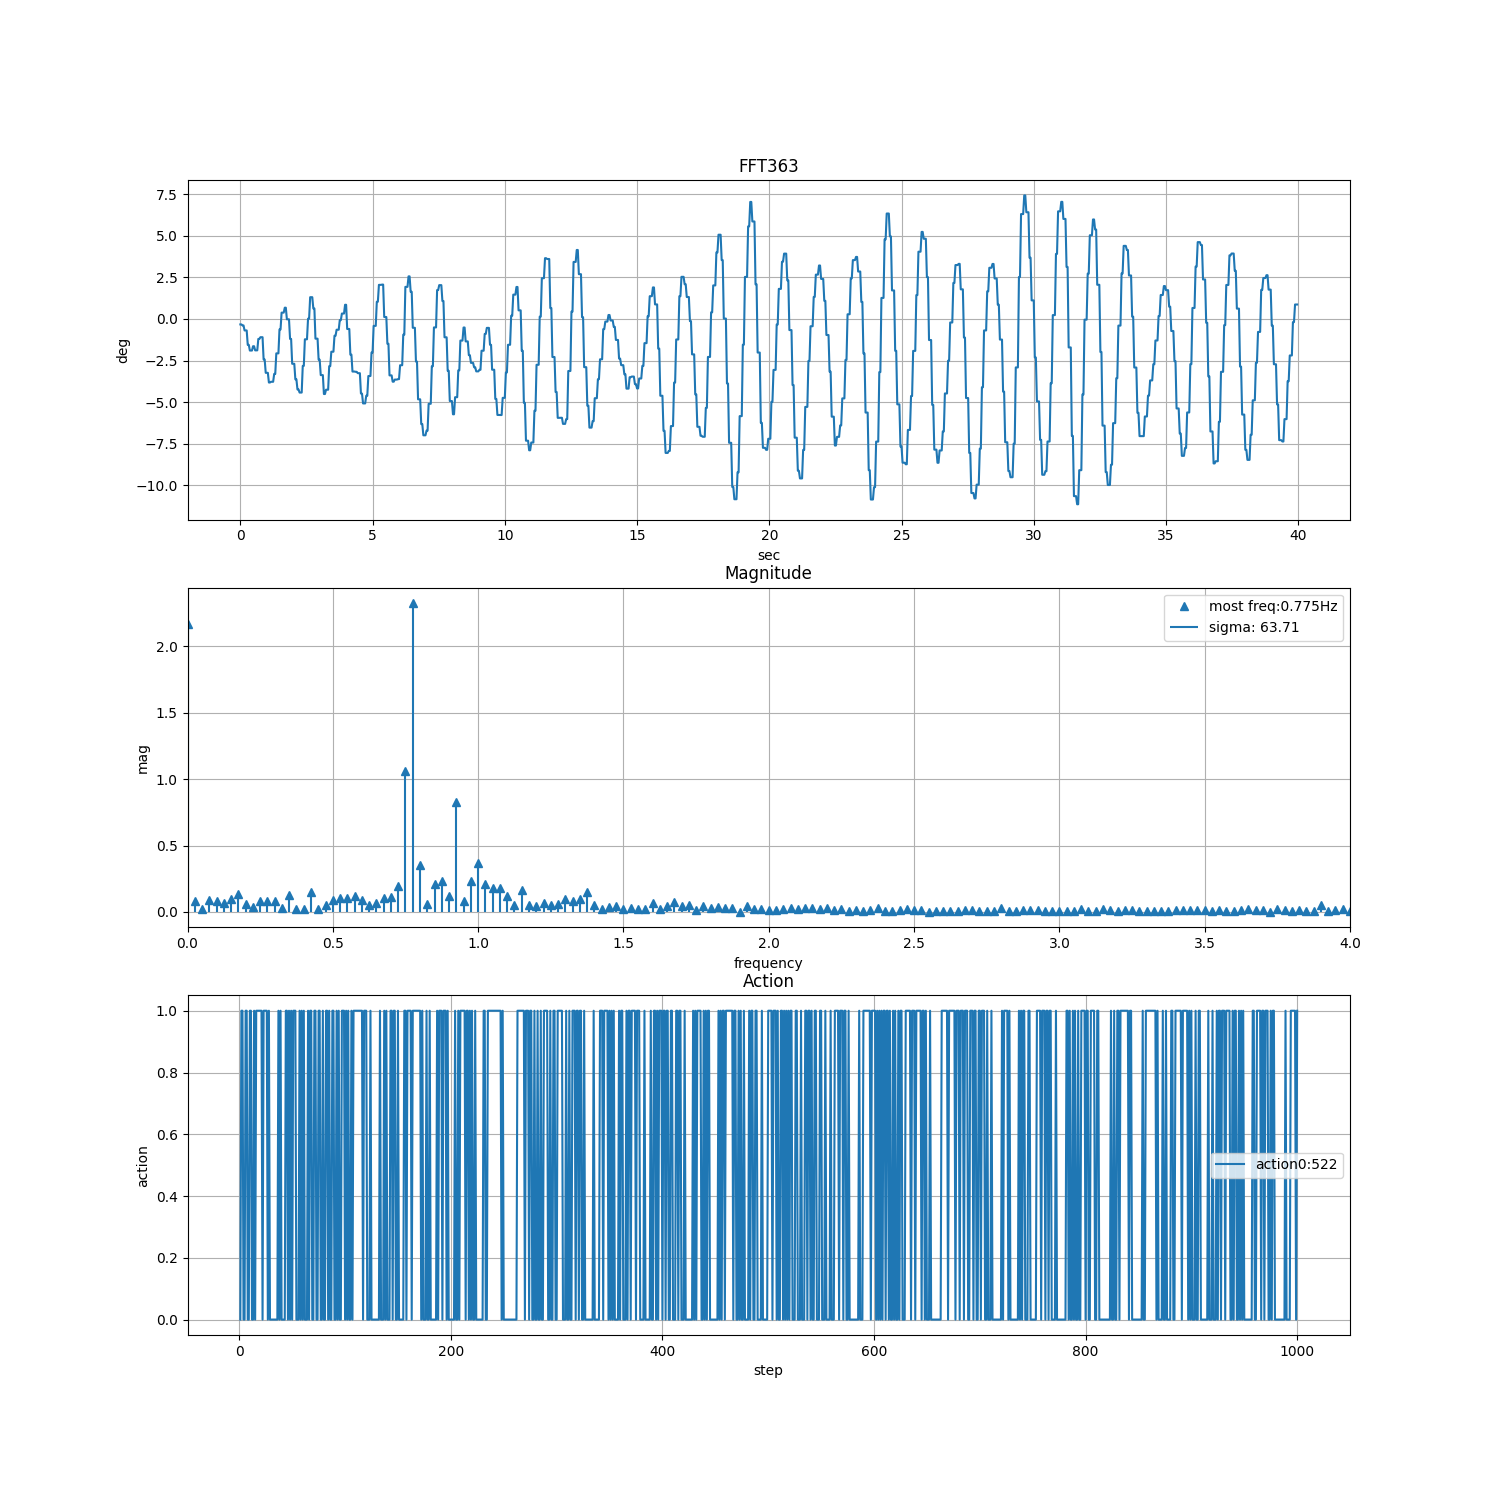 FFT363
7.5
5.0
2.5
0.0
−2.5
−5.0
−7.5
−10.0
deg
0 5 10 15 20 25 30 35 40
sec
Magnitude
most freq:0.775Hz
sigma: 63.71
2.0
1.5
1.0
0.5
0.0
mag
0.0 0.5 1.0 1.5 2.0 2.5 3.0 3.5 4.0
frequency
Action
1.0
0.8
0.6
0.4
0.2
0.0
action
action0:522
0 200 400 600 800 1000
step